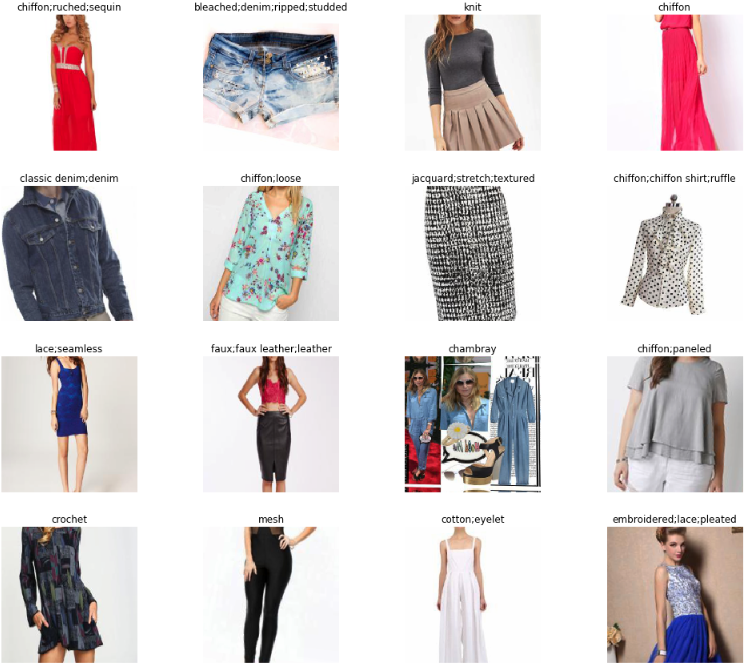 chiffon;ruched;sequin
bleached;denim;ripped;studded
knit
chiffon
classic denim;denim
chiffon;loose
jacquard;stretch;textured
chiffon;chiffon shirt;ruffle
lace;seamless
faux;faux leather;leather
chambray
chiffon;paneled
crochet
mesh
cotton;eyelet
embroidered;lace;pleated